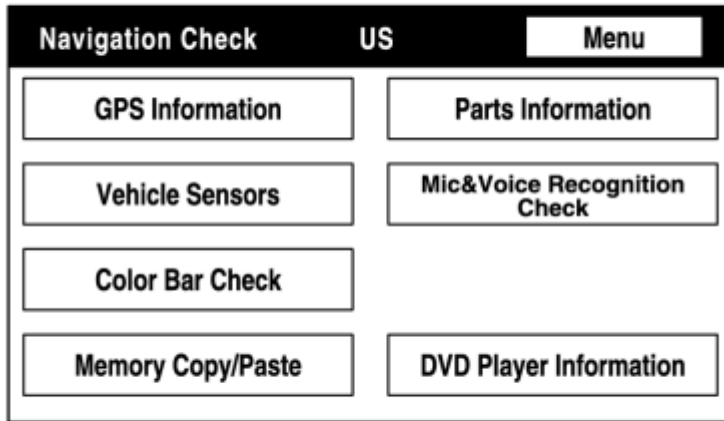 Navigation Check US Menu
GPS Information Parts Information
Vehicle Sensors Mic&Voice Recognition
Check
Color Bar Check
Memory Copy/Paste DVD Player Information